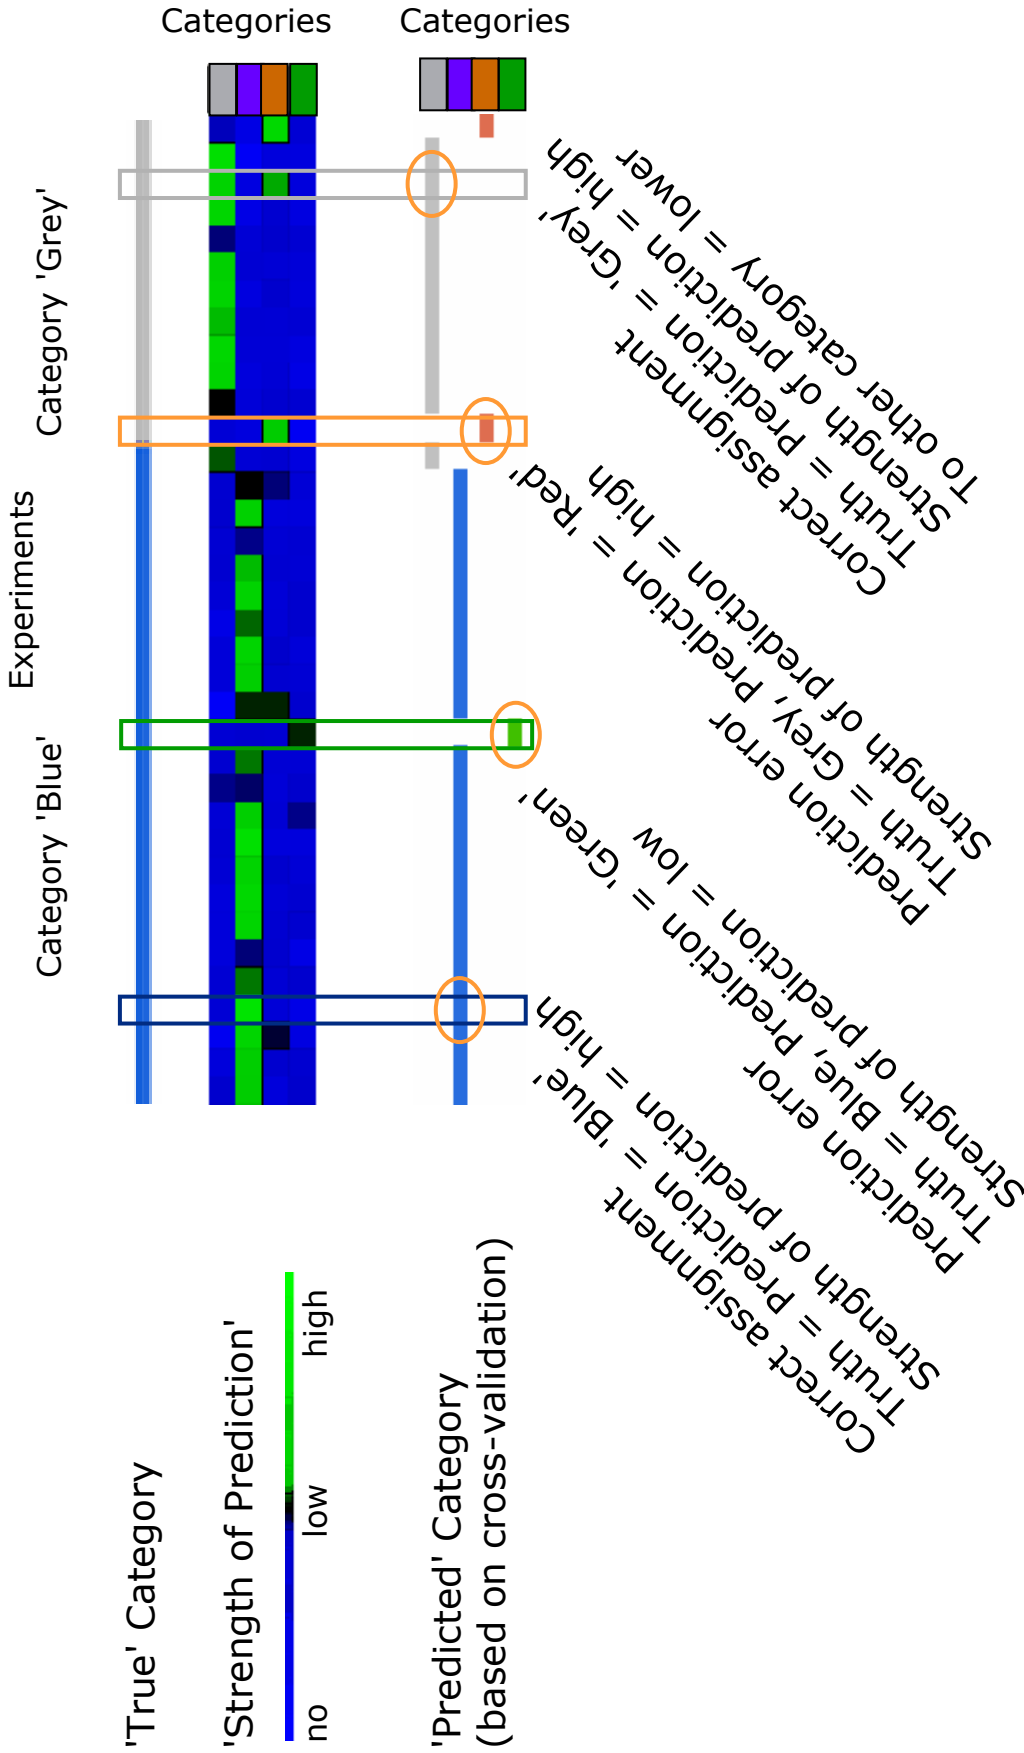 Categories
Categories
Category 'Grey'
Experiments
Category 'Blue'
Correct assignment
Truth = Prediction = 'Grey'
Strength of prediction = high
To other category = lower
Prediction error
Truth = Grey, Prediction = 'Red'
Strength of prediction = high
Prediction error
Truth = Blue, Prediction = 'Green'
Strength of prediction = low
Correct assignment
Truth = Prediction = 'Blue'
Strength of prediction = high
'True' Category
'Strength of Prediction'
no
low
high
'Predicted' Category
(based on cross-validation)